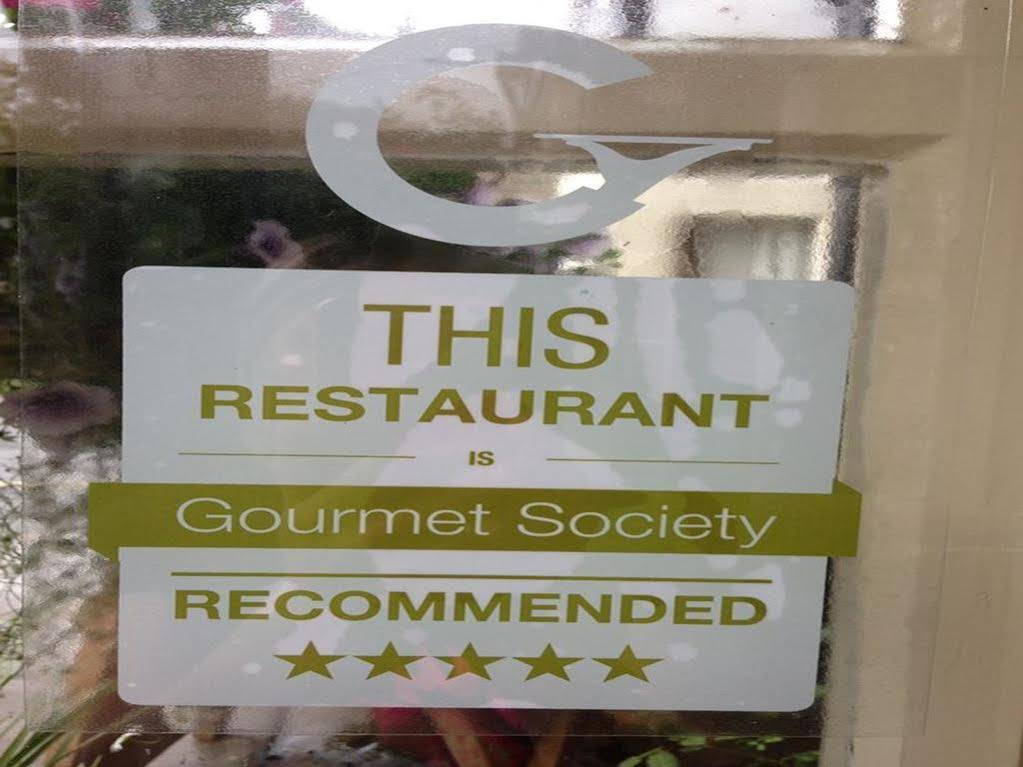 G
THIS
RESTAURANT
IS
Gourmet Society
RECOMMENDED